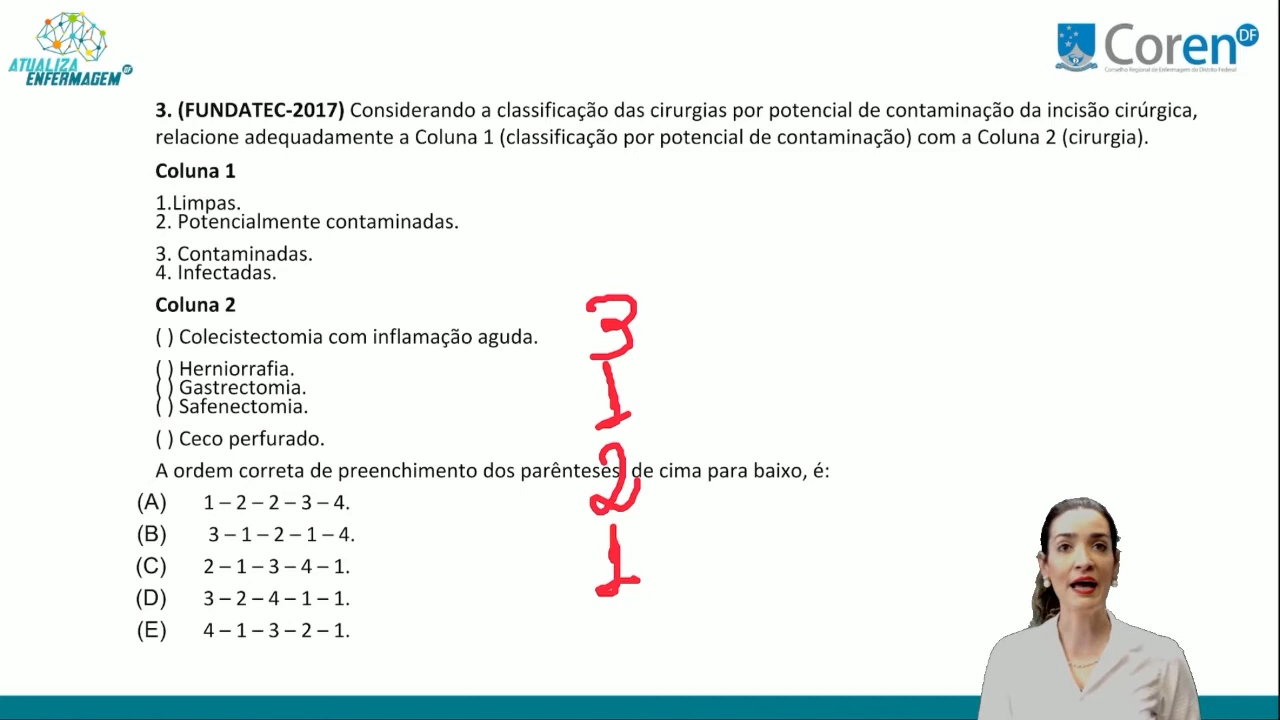 ATUALIZA
ENFERMAGEM DF
Coren DF
Conselho Regional de Enfermagem do Distrito Federal
3. (FUNDATEC-2017) Considerando a classificação das cirurgias por potencial de contaminação da incisão cirúrgica,
relacione adequadamente a Coluna 1 (classificação por potencial de contaminação) com a Coluna 2 (cirurgia).
Coluna 1
1.Limpas.
2. Potencialmente contaminadas.
3. Contaminadas.
4. Infectadas.
Coluna 2
( ) Colecistectomia com inflamação aguda.
3
( ) Herniorrafia.
( ) Gastrectomia.
1
( ) Safenectomia.
( ) Ceco perfurado.
A ordem correta de preenchimento dos parênteses, de cima para baixo, é:
2
(A) 1 – 2 – 2 – 3 – 4.
(B) 3 – 1 – 2 – 1 – 4.
(C) 2 – 1 – 3 – 4 – 1.
1
(D) 3 – 2 – 4 – 1 – 1.
(E) 4 – 1 – 3 – 2 – 1.